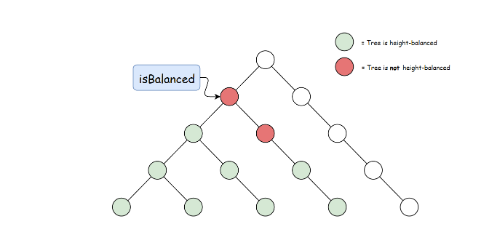 = Tree is height-balanced
= Tree is not height-balanced
isBalanced